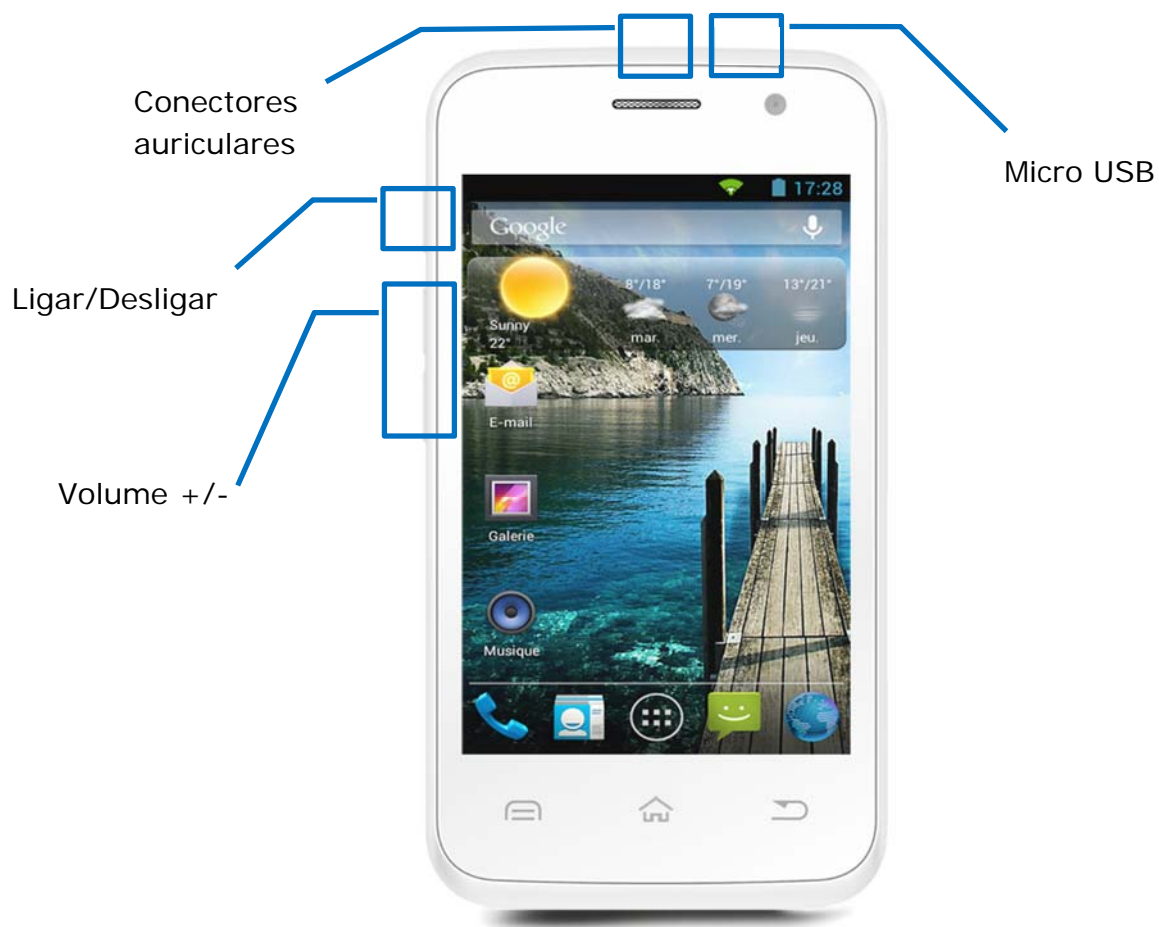 Conectores
auriculares
Micro USB
Ligar/Desligar
Volume +/-
17:28
Google
8°/18° 7°/19° 13°/21°
Sunny
22°
mar. mer. jeu.
@
E-mail
Galerie
Musique